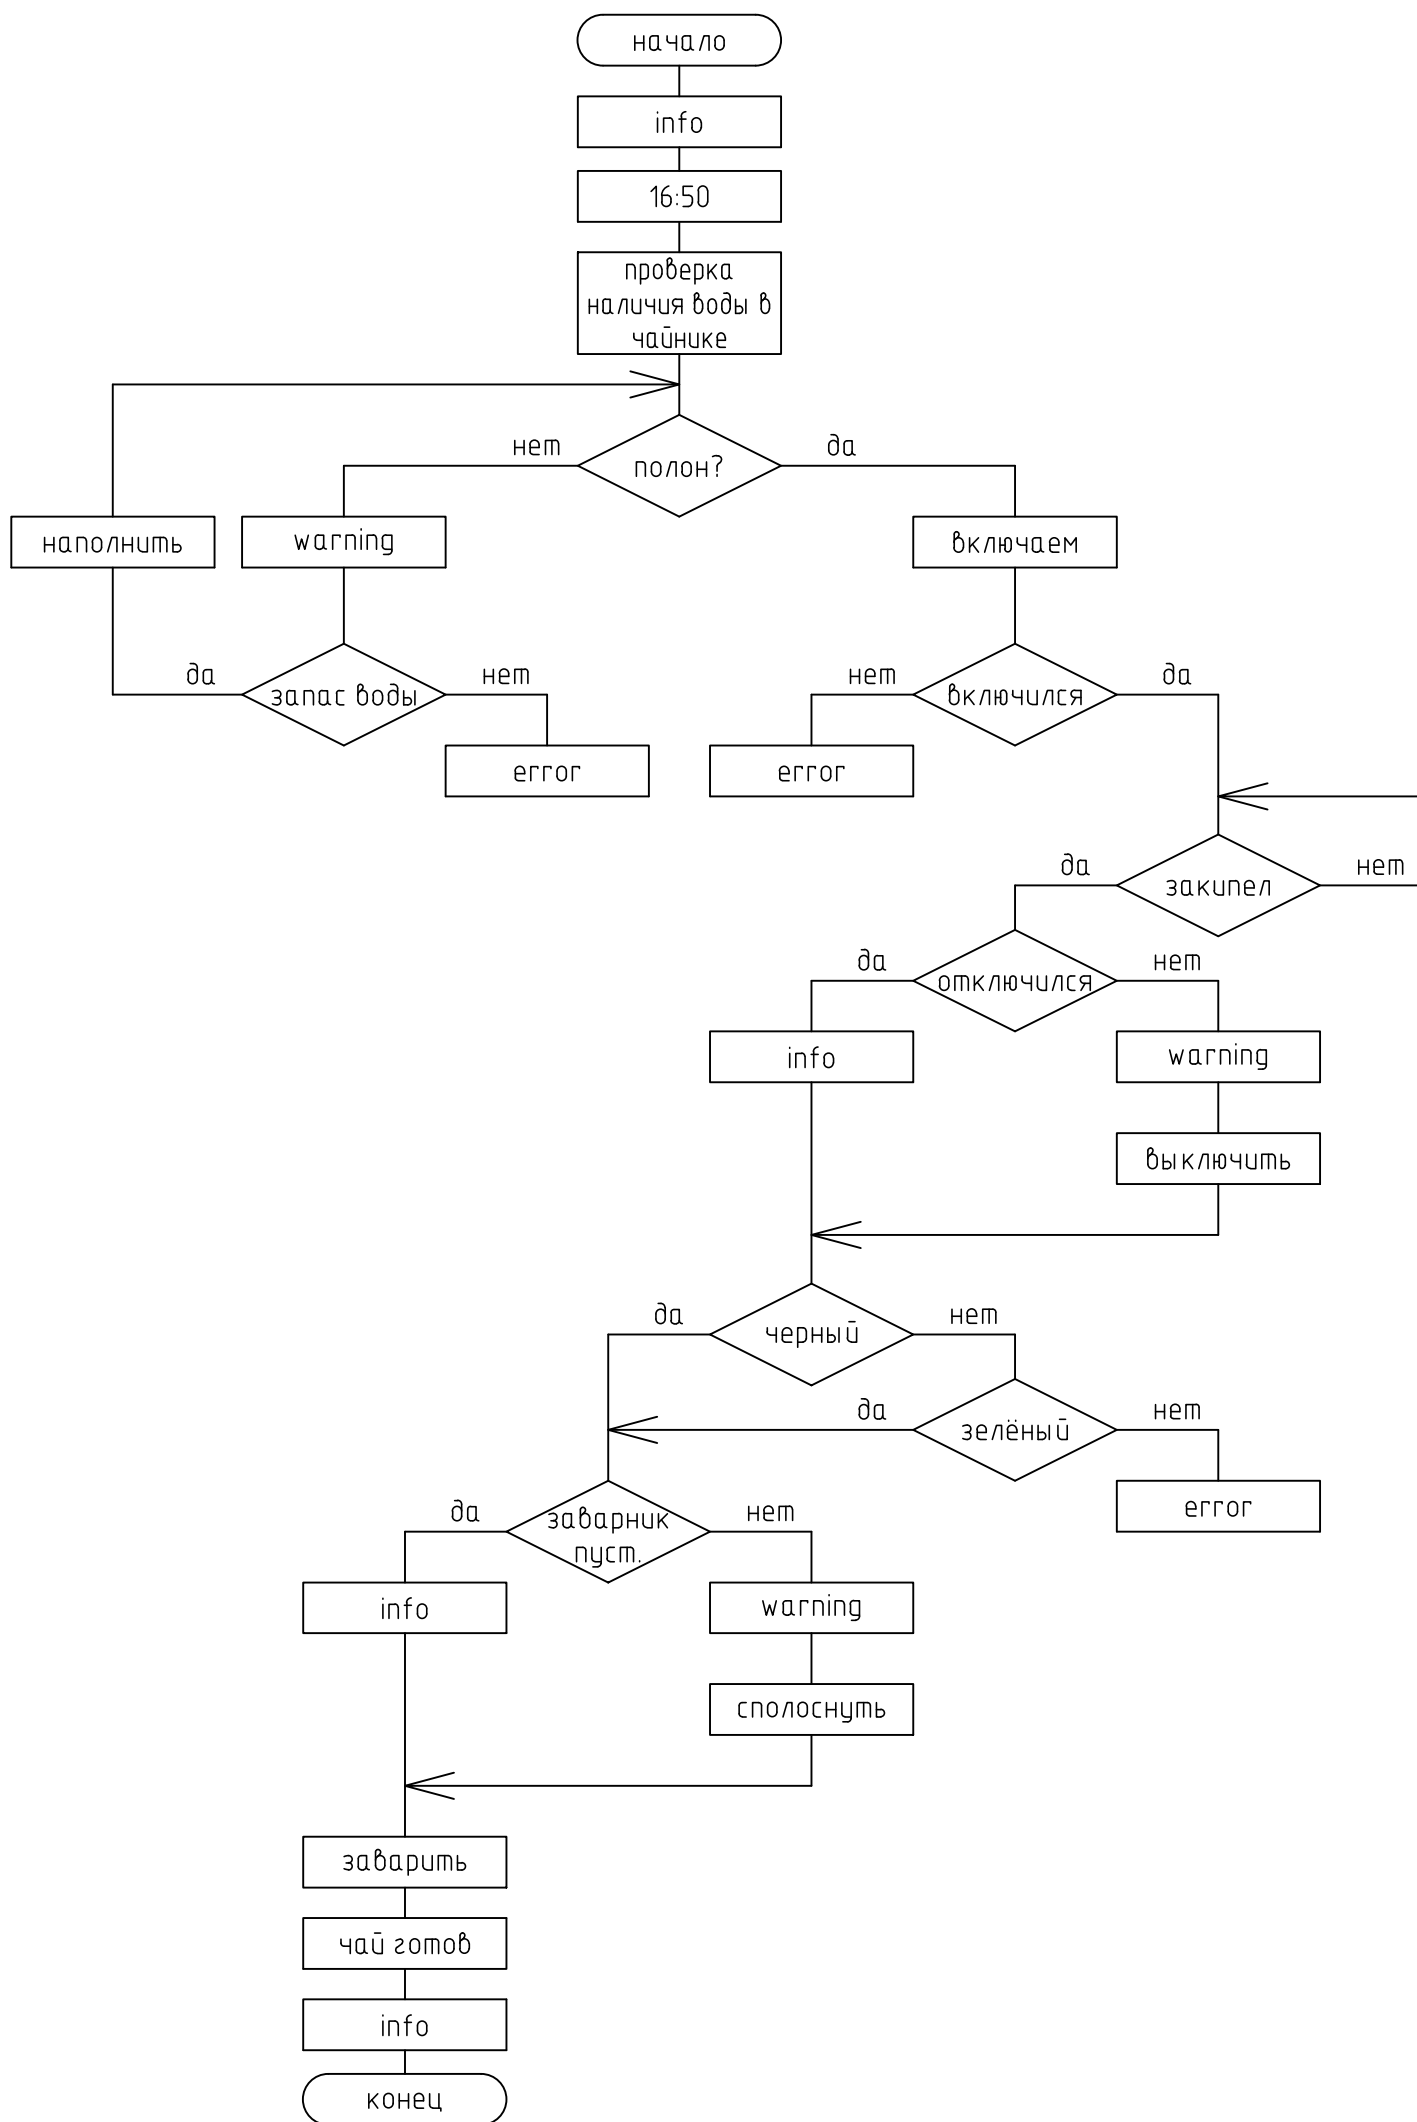 начало
info
16:50
проверка
наличия воды в
чайнике
нет
да
полон?
наполнить
warning
включаем
да
нет
запас воды
error
нет
да
включился
error
да
нет
закипел
да
нет
отключился
info
warning
выключить
да
нет
черный
да
нет
зелёный
error
да
нет
заварник
пуст.
info
warning
сполоснуть
заварить
чай готов
info
конец